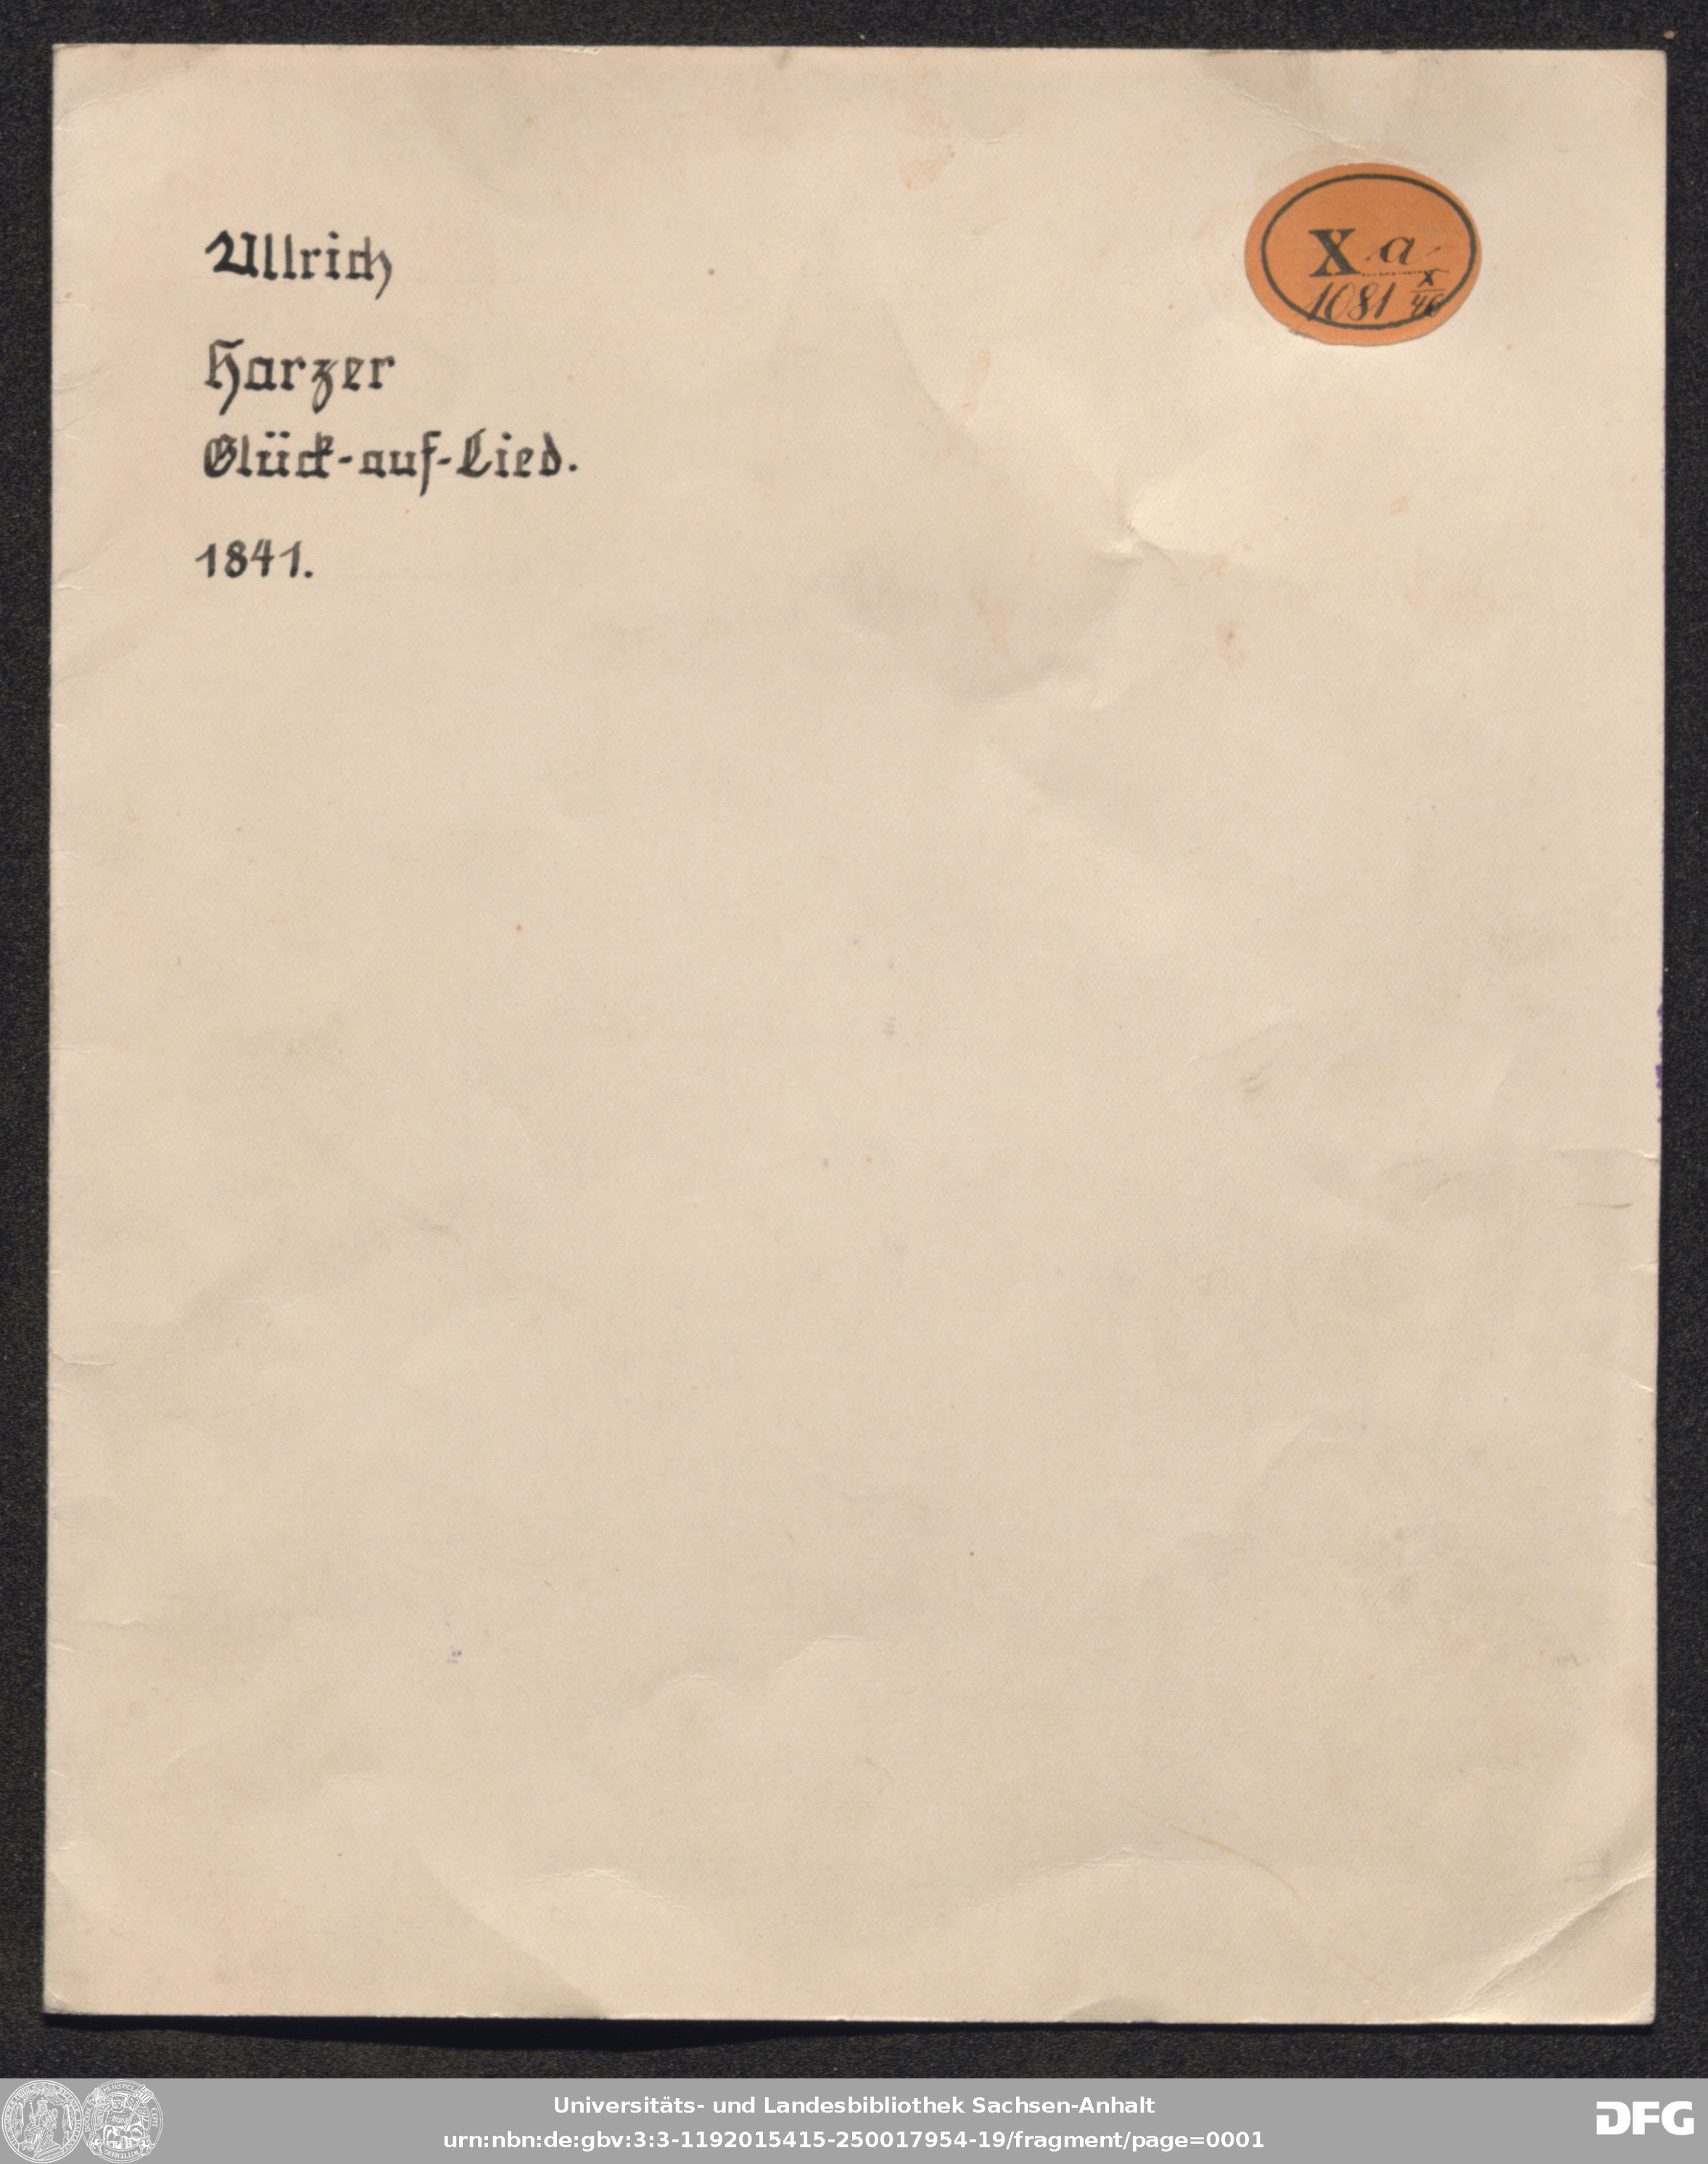 Ullrich
Harzer
Glück-auf-Lied.
1841.
X a
1081 x/40
Universitäts- und Landesbibliothek Sachsen-Anhalt
urn:nbn:de:gbv:3:3-1192015415-250017954-19/fragment/page=0001
DFG